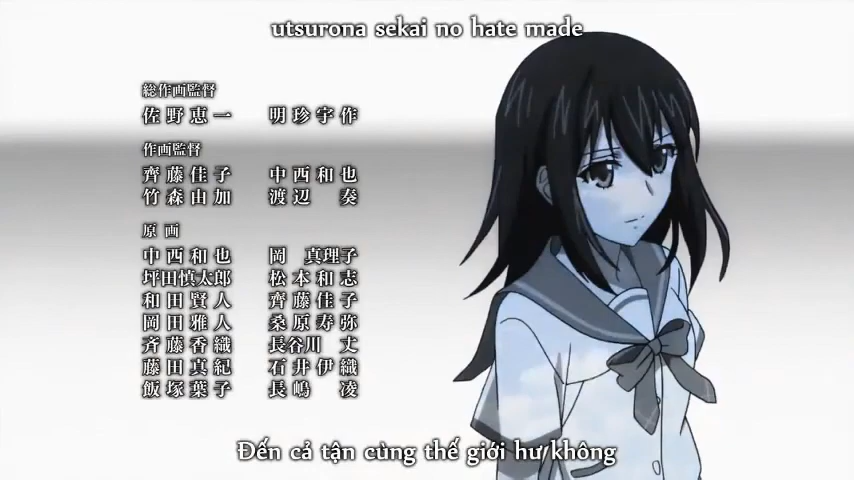 utsurona sekai no hate made
総作画監督
佐野恵一 明珍宇作
作画監督
齊藤佳子 中西和也
竹森由加 渡辺 奏
原画
中西和也 岡 真理子
坪田慎太郎 松本和志
和田賢人 齊藤佳子
岡田雅人 桑原寿弥
斉藤香織 長谷川 丈
藤田真紀 石井伊織
飯塚葉子 長嶋 凌
Đến cả tận cùng thế giới hư không